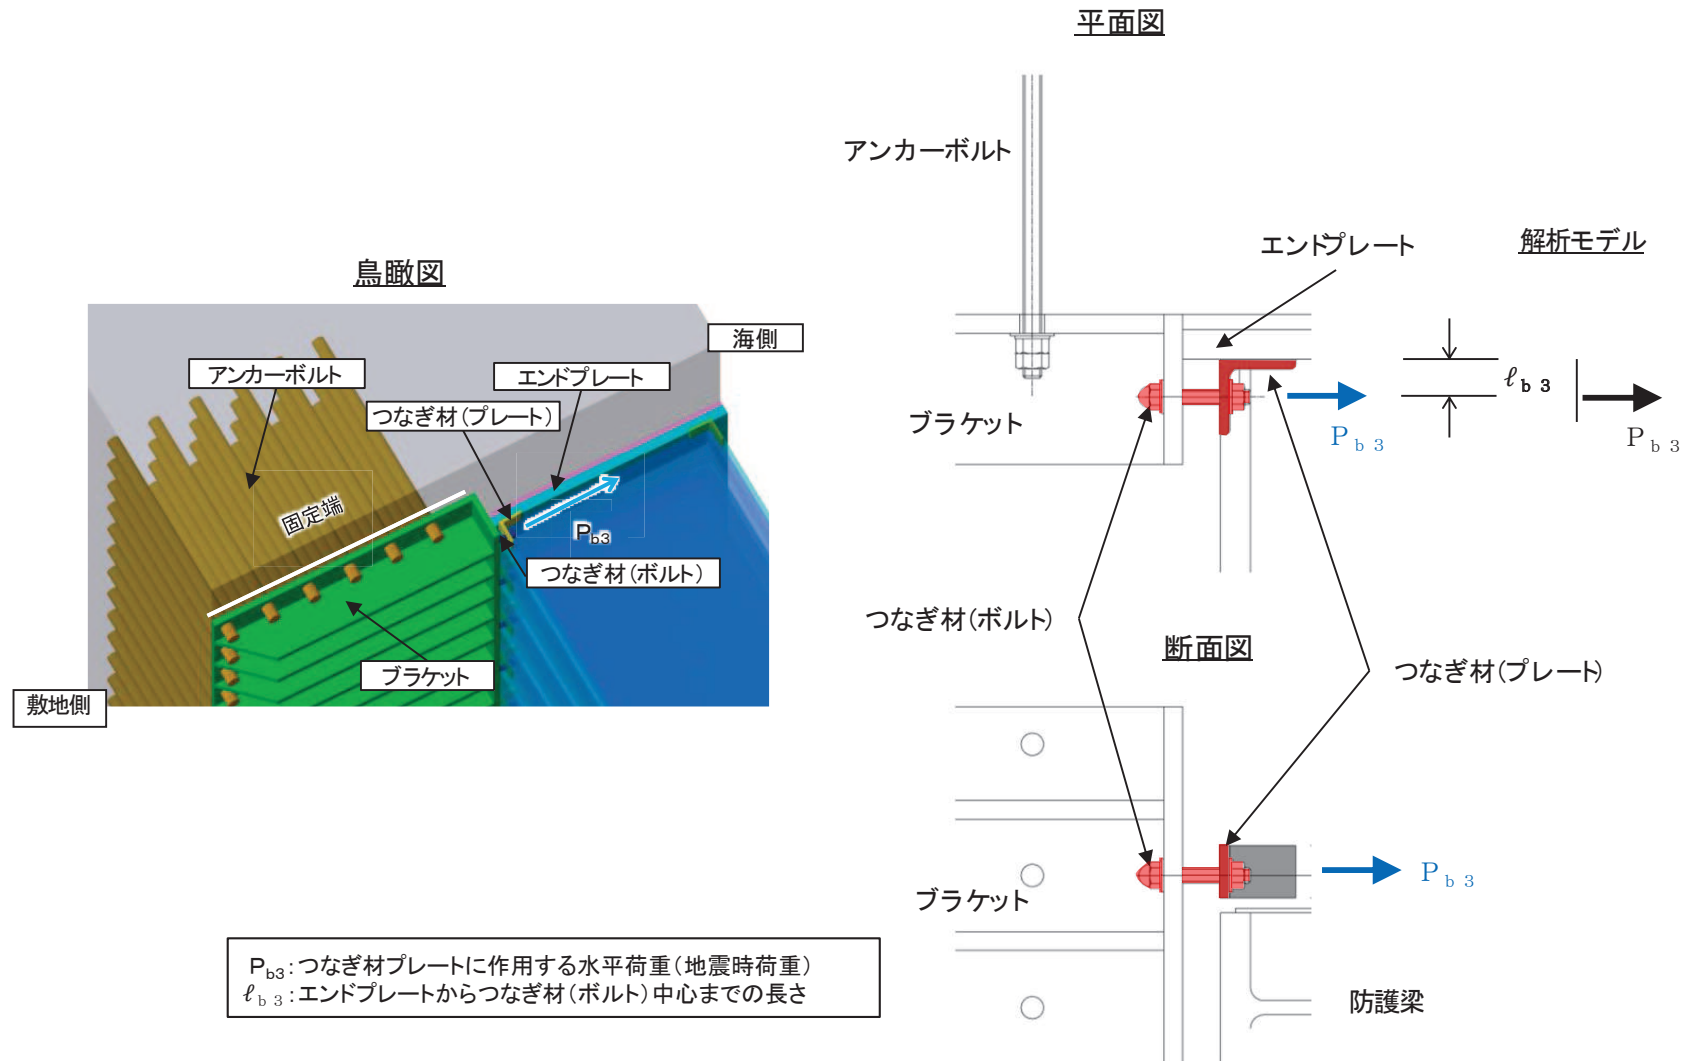 平面図
アンカーボルト
エンドプレート
解析モデル
ℓb3
Pb3
Pb3
ブラケット
つなぎ材(ボルト)
つなぎ材(プレート)
断面図
ブラケット
Pb3
防護梁
鳥瞰図
海側
アンカーボルト
エンドプレート
つなぎ材(プレート)
固定端
Pb3
つなぎ材(ボルト)
ブラケット
敷地側
Pb3:つなぎ材プレートに作用する水平荷重(地震時荷重)
ℓb3:エンドプレートからつなぎ材(ボルト)中心までの長さ